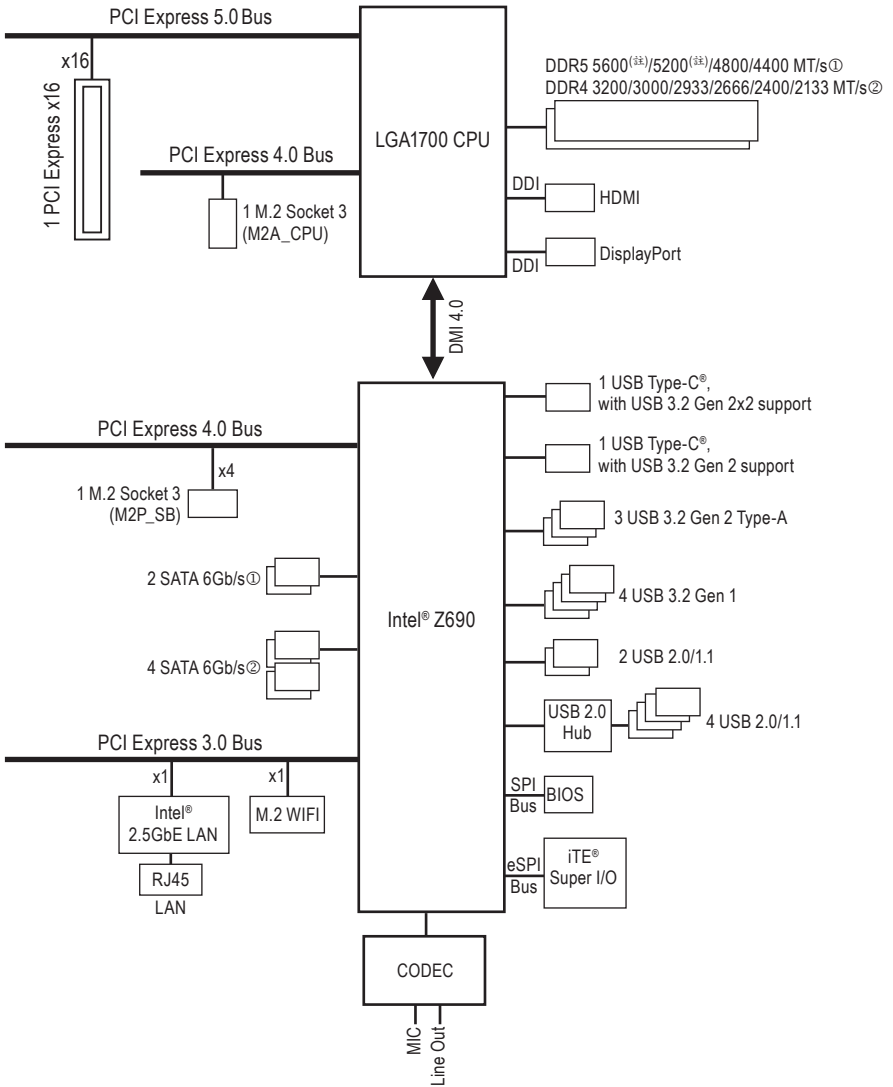 PCI Express 5.0 Bus
x16
1 PCI Express x16
LGA1700 CPU
DDR5 5600(註)/5200(註)/4800/4400 MT/s①
DDR4 3200/3000/2933/2666/2400/2133 MT/s②
PCI Express 4.0 Bus
1 M.2 Socket 3
(M2A_CPU)
DDI
HDMI
DDI
DisplayPort
DMI 4.0
1 USB Type-C®,
with USB 3.2 Gen 2x2 support
PCI Express 4.0 Bus
x4
1 M.2 Socket 3
(M2P_SB)
1 USB Type-C®,
with USB 3.2 Gen 2 support
3 USB 3.2 Gen 2 Type-A
2 SATA 6Gb/s①
4 USB 3.2 Gen 1
Intel® Z690
4 SATA 6Gb/s②
2 USB 2.0/1.1
USB 2.0
Hub
4 USB 2.0/1.1
PCI Express 3.0 Bus
x1
x1
Intel®
2.5GbE LAN
M.2 WIFI
RJ45
LAN
SPI
Bus
BIOS
eSPI
Bus
iTE®
Super I/O
CODEC
MIC
Line Out